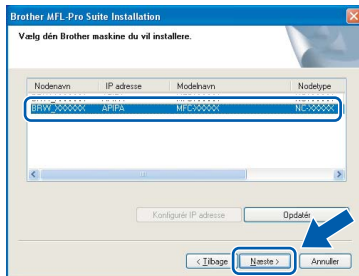 Brother MFL-Pro Suite Installation
Vælg dén Brother maskine du vil installere.
Nodenavn IP adresse Modelnavn Nodetype
BRW_XXXXXX APIPA MFC-XXXXX NC-XXXXX
Konfigurér IP adresse Opdatér
< Tilbage Næste > Annuller